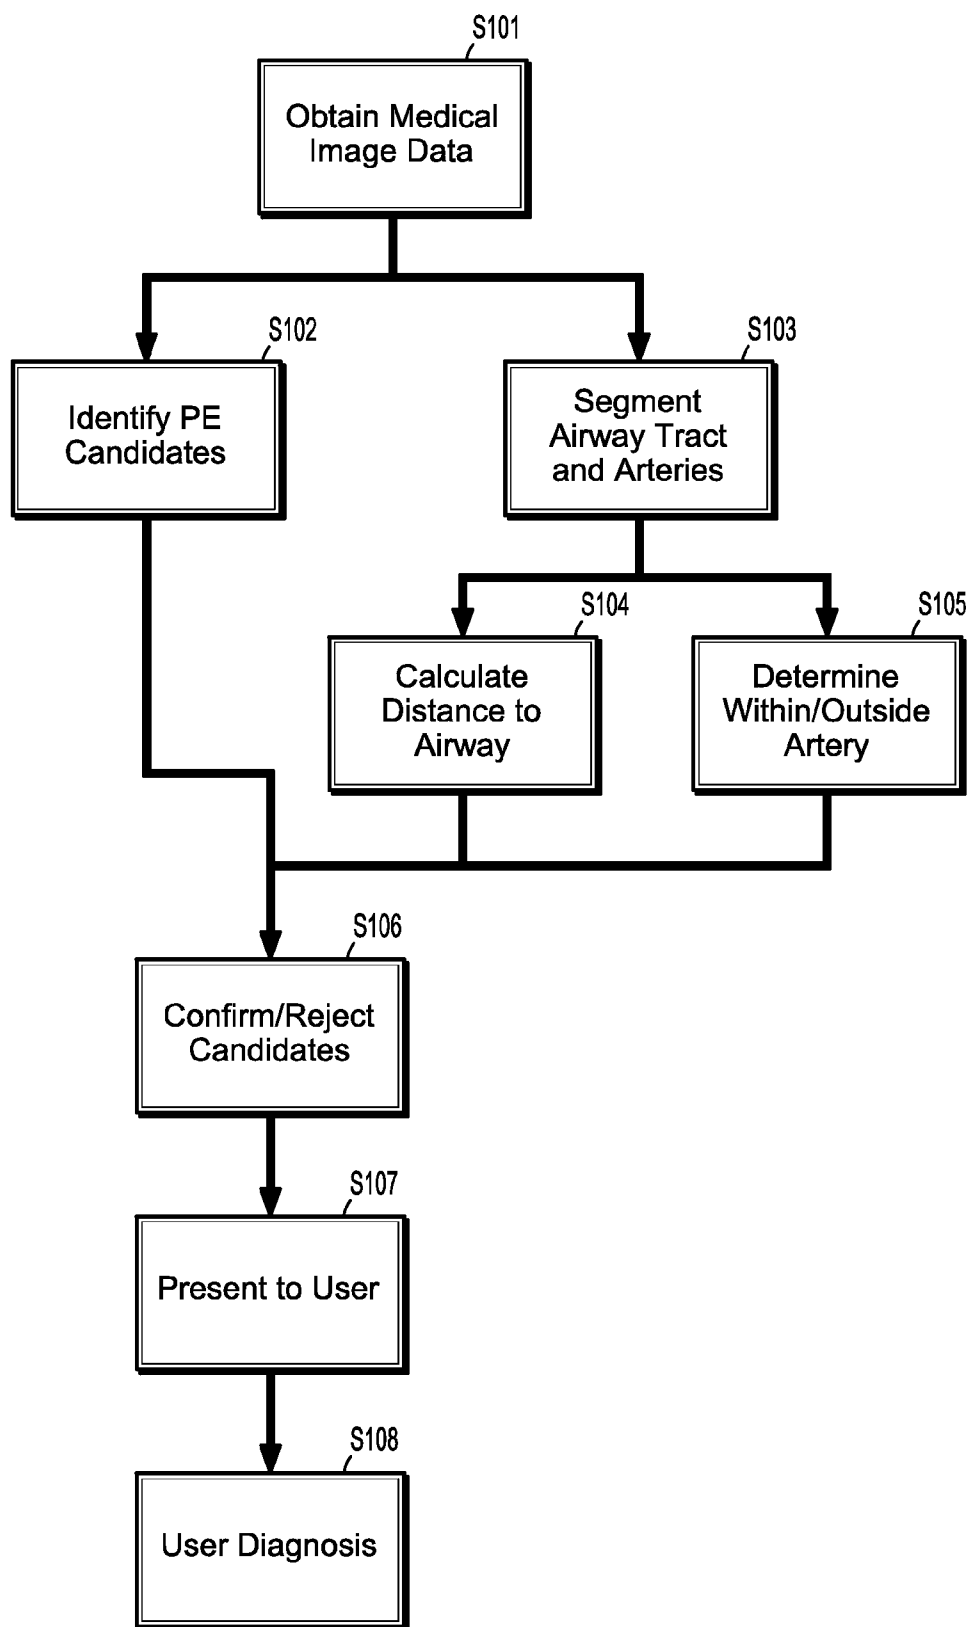 S101
Obtain Medical
Image Data
S102
Identify PE
Candidates
S103
Segment
Airway Tract
and Arteries
S104
Calculate
Distance to
Airway
S105
Determine
Within/Outside
Artery
S106
Confirm/Reject
Candidates
S107
Present to User
S108
User Diagnosis